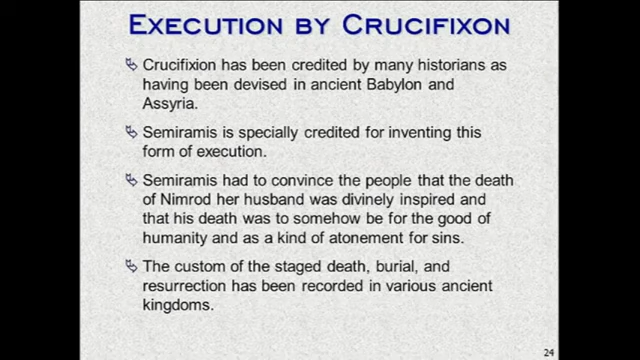 EXECUTION BY CRUCIFIXON
Crucifixion has been credited by many historians as
having been devised in ancient Babylon and
Assyria.
Semiramis is specially credited for inventing this
form of execution.
Semiramis had to convince the people that the death
of Nimrod her husband was divinely inspired and
that his death was to somehow be for the good of
humanity and as a kind of atonement for sins.
The custom of the staged death, burial, and
resurrection has been recorded in various ancient
kingdoms.
24